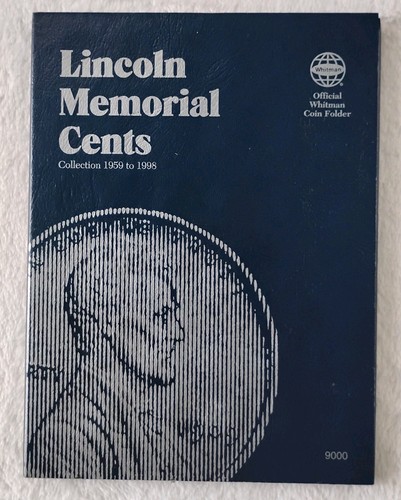 Lincoln
Memorial
Cents
Collection 1959 to 1998
Whitman
®
Official
Whitman
Coin Folder
9000